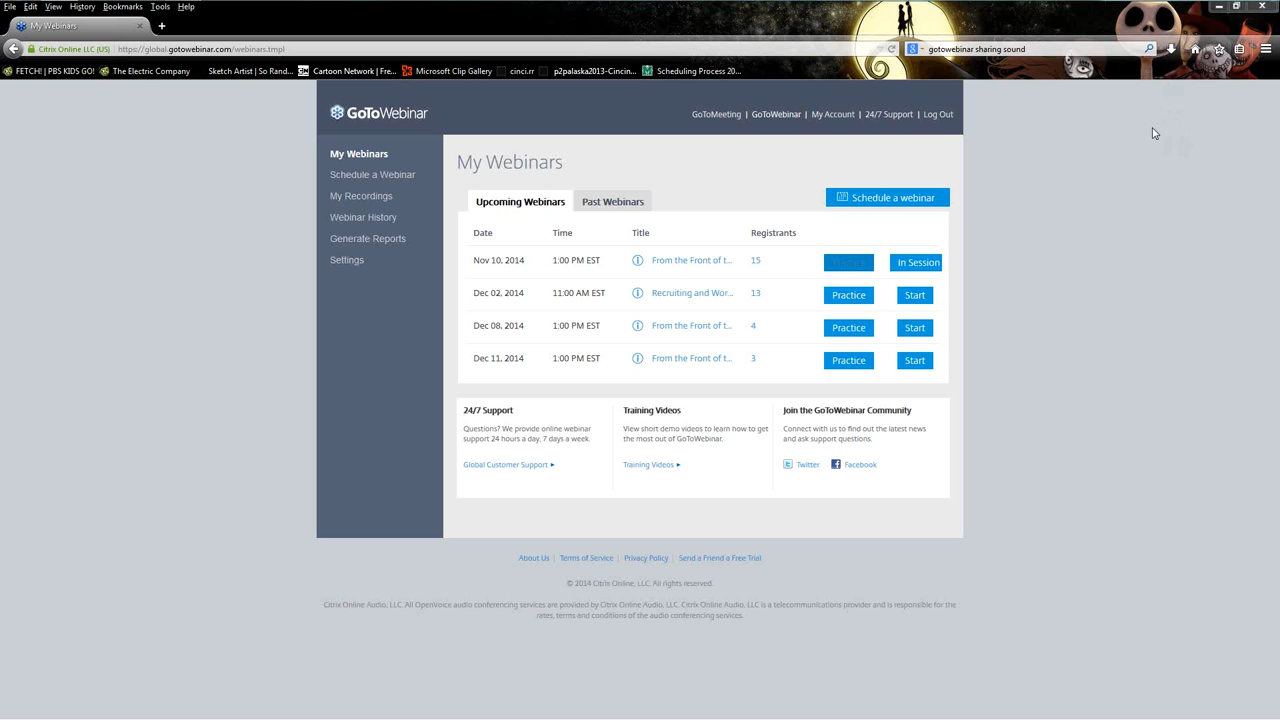 File Edit View History Bookmarks Tools Help
My Webinars
Citrix Online LLC (US) https://global.gotowebinar.com/webinars.tmpl
gotowebinar sharing sound
FETCH! | PBS KIDS GO! The Electric Company Sketch Artist | So Rand... Cartoon Network | Fre... Microsoft Clip Gallery cinci.rr p2palaska2013-Cincin... Scheduling Process 20...
GoToWebinar
GoToMeeting | GoToWebinar | My Account | 24/7 Support | Log Out
My Webinars
Schedule a Webinar
My Recordings
Webinar History
Generate Reports
Settings
My Webinars
Upcoming Webinars Past Webinars
Schedule a webinar
Date Time Title Registrants
Nov 10, 2014 1:00 PM EST From the Front of t... 15 In Session
Dec 02, 2014 11:00 AM EST Recruiting and Wor... 13 Practice Start
Dec 08, 2014 1:00 PM EST From the Front of t... 4 Practice Start
Dec 11, 2014 1:00 PM EST From the Front of t... 3 Practice Start
24/7 Support
Questions? We provide online webinar
support 24 hours a day, 7 days a week.
Global Customer Support
Training Videos
View short demo videos to learn how to get
the most out of GoToWebinar.
Training Videos
Join the GoToWebinar Community
Connect with us to find out the latest news
and ask support questions.
Twitter Facebook
About Us | Terms of Service | Privacy Policy | Send a Friend a Free Trial
© 2014 Citrix Online, LLC. All rights reserved.
Citrix Online Audio, LLC. All OpenVoice audio conferencing services are provided by Citrix Online Audio, LLC. Citrix Online Audio, LLC is a telecommunications provider and is responsible for the
rates, terms and conditions of the audio conferencing services.